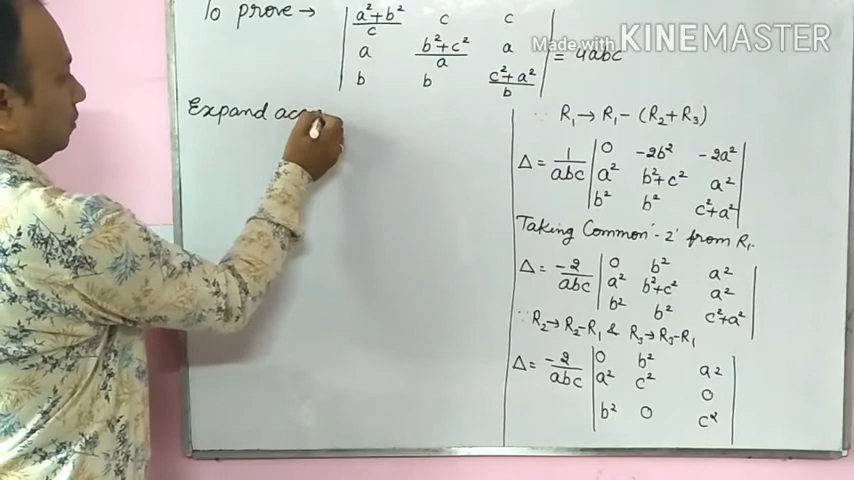 To prove → | (a²+b²)/c   c   c |
| a   (b²+c²)/a   a | = 4abc
| b   b   (c²+a²)/b |
Made with KINEMASTER
Expand acc
∵ R₁ → R₁ - (R₂+R₃)
Δ = 1/abc | 0   -2b²   -2a² |
| a²   b²+c²   a² |
| b²   b²   c²+a² |
Taking Common '-2' from R₁.
Δ = -2/abc | 0   b²   a² |
| a²   b²+c²   a² |
| b²   b²   c²+a² |
∵ R₂→R₂-R₁ & R₃→R₃-R₁
Δ = -2/abc | 0   b²   a² |
| a²   c²   0 |
| b²   0   c² |